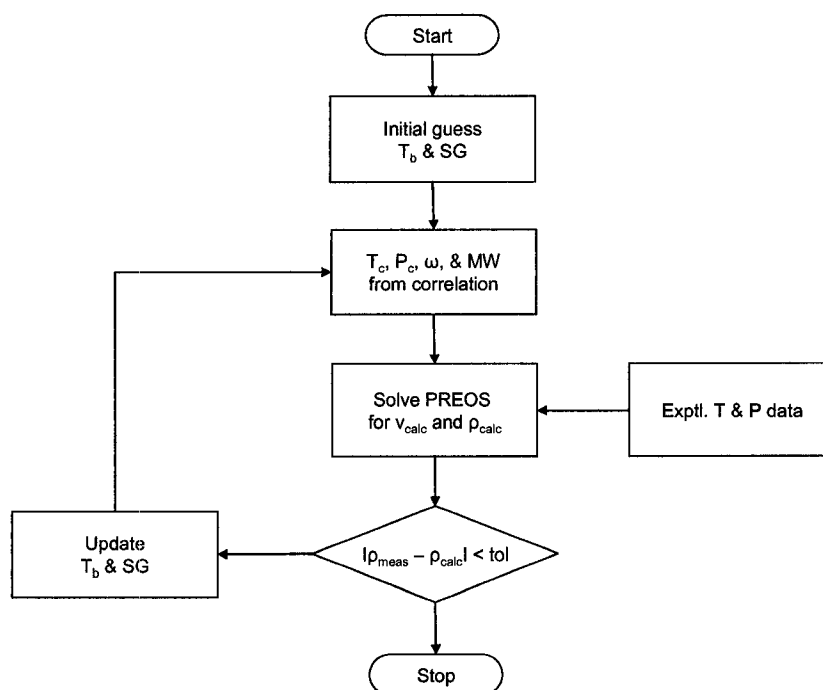 Start
Initial guess
T_b & SG
T_c, P_c, ω, & MW
from correlation
Solve PREOS
for v_calc and ρ_calc
Exptl. T & P data
Update
T_b & SG
|ρ_meas – ρ_calc| < tol
Stop